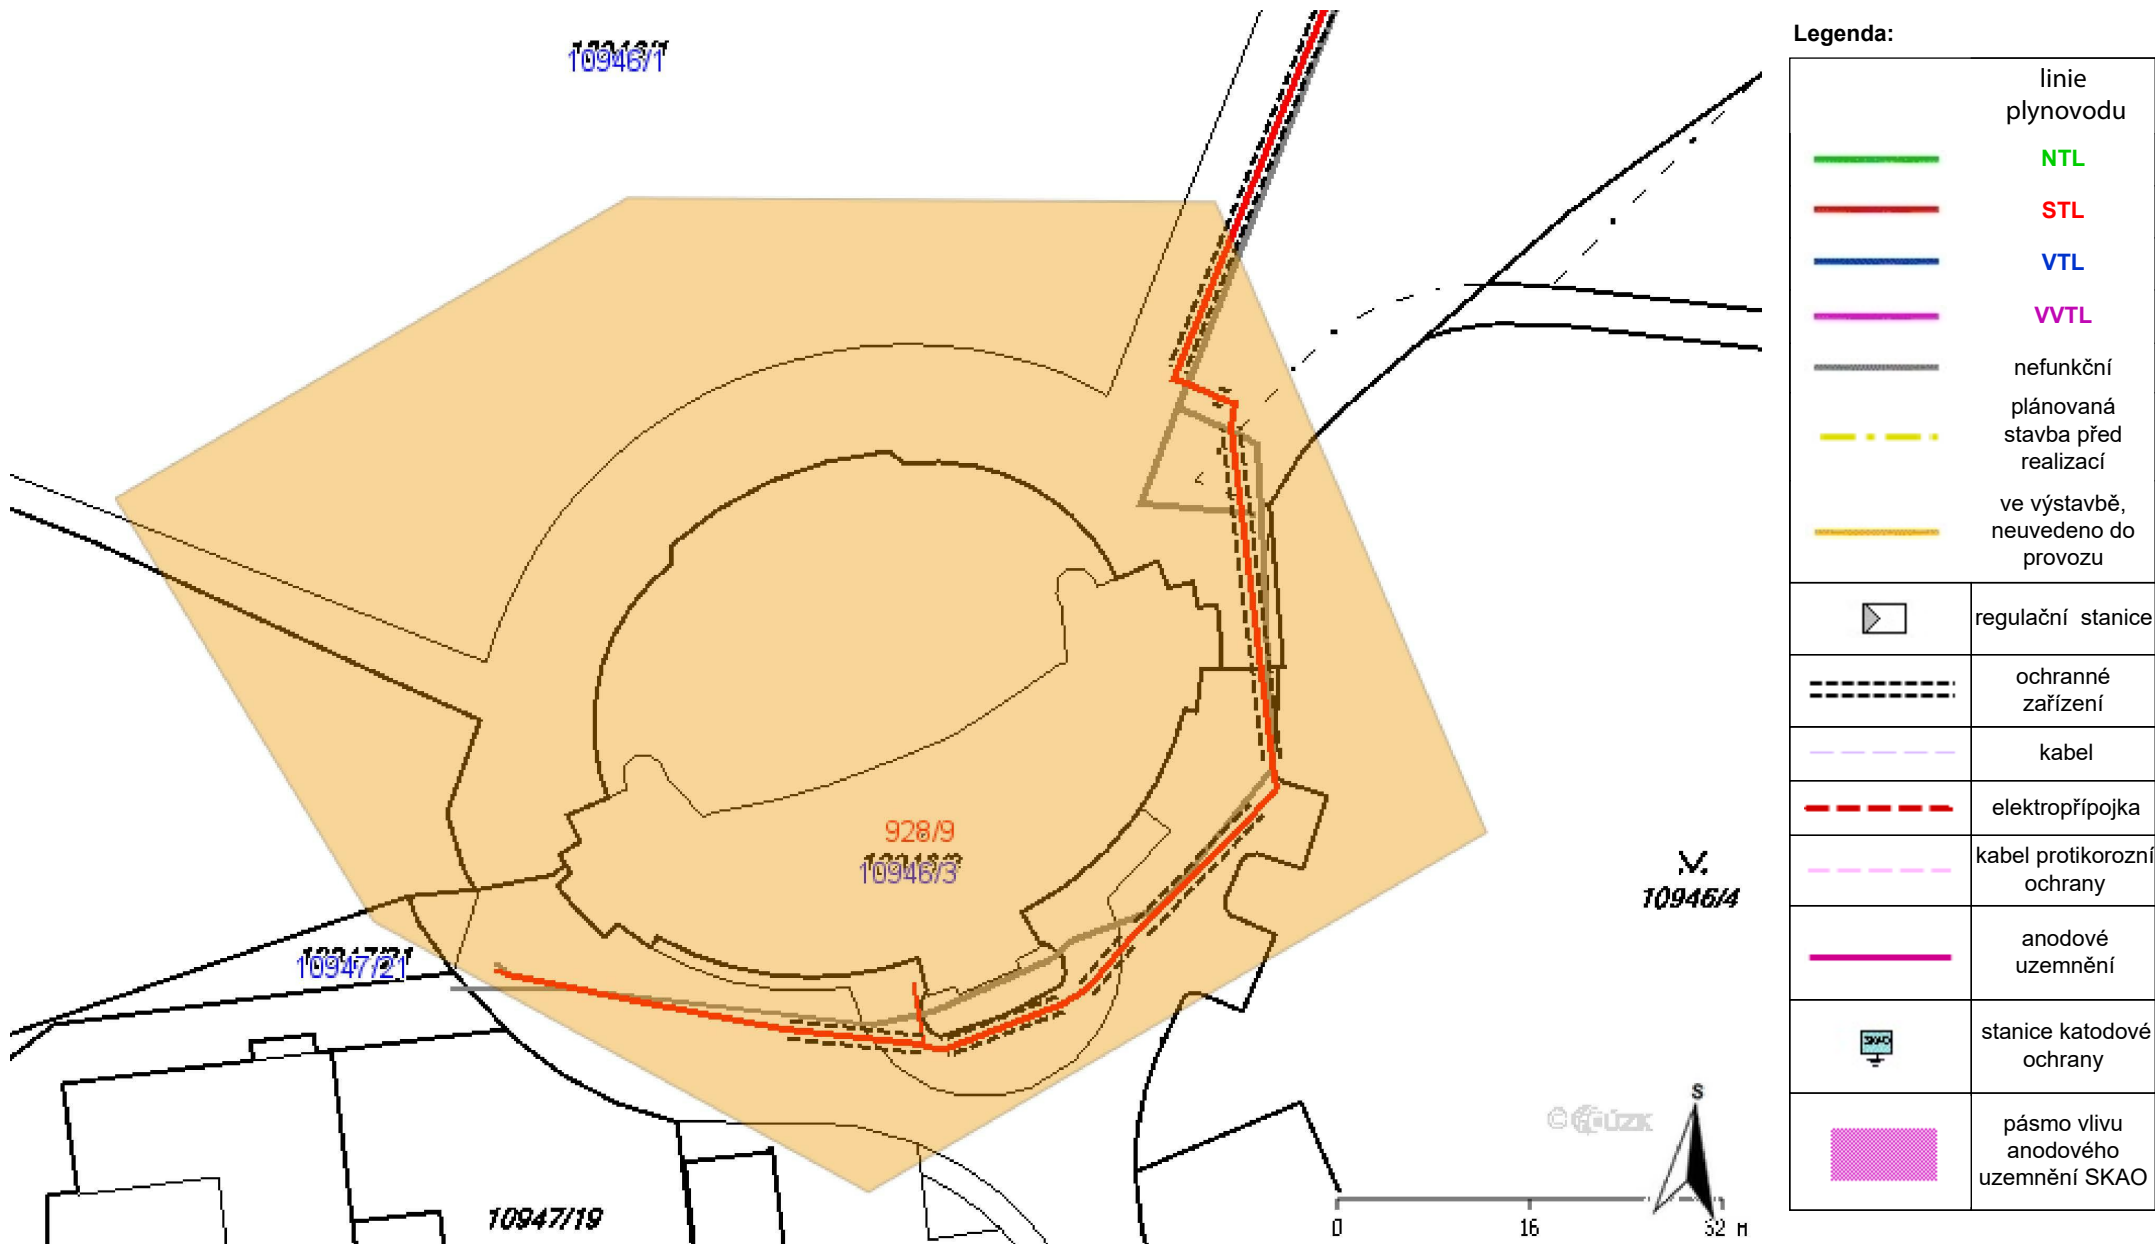 10946/1
928/9
10946/3
10947/21
10946/4
10947/19
S
0 16 32 M
Legenda:
linie
plynovodu
NTL
STL
VTL
VVTL
nefunkční
plánovaná
stavba před
realizací
ve výstavbě,
neuvedeno do
provozu
regulační stanice
ochranné
zařízení
kabel
elektropřípojka
kabel protikorozní
ochrany
anodové
uzemnění
SKAO
stanice katodové
ochrany
pásmo vlivu
anodového
uzemnění SKAO